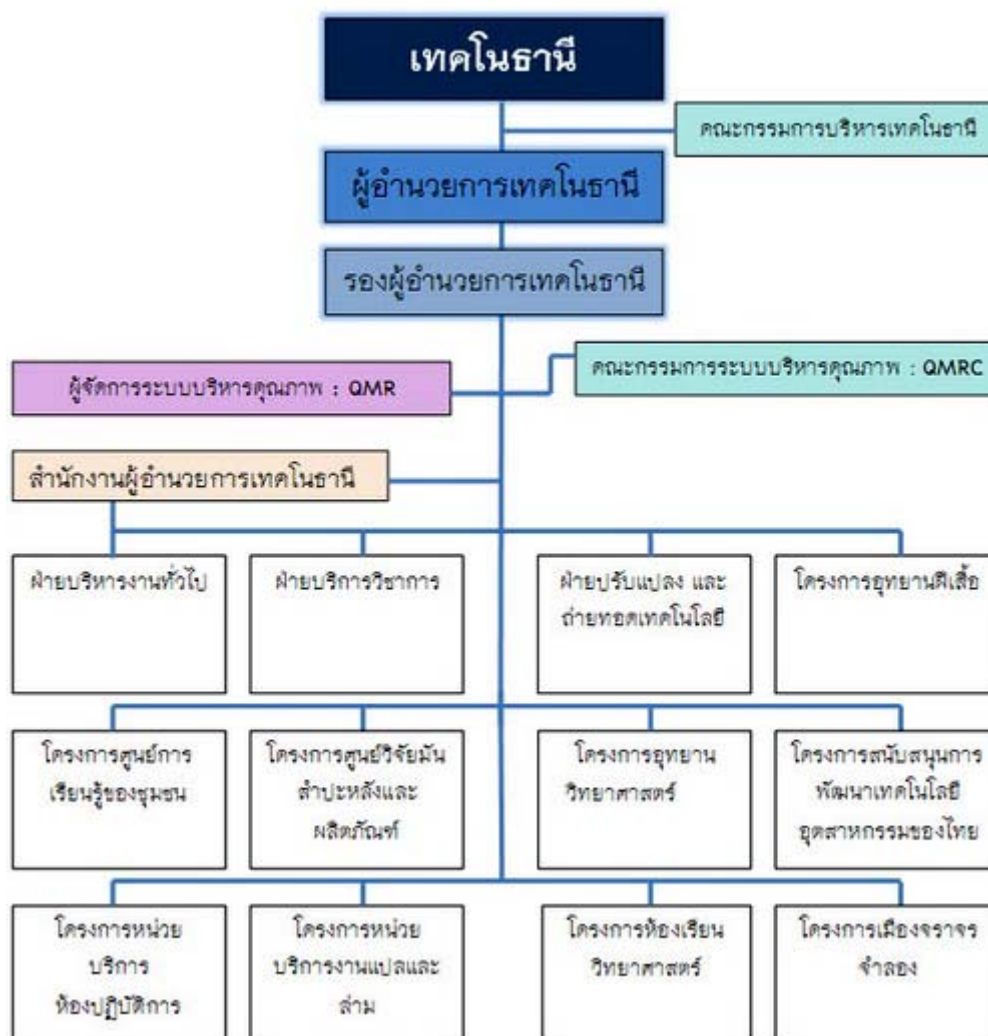 เทคโนธานี
คณะกรรมการบริหารเทคโนธานี
ผู้อำนวยการเทคโนธานี
รองผู้อำนวยการเทคโนธานี
คณะกรรมการระบบบริหารคุณภาพ : QMRC
ผู้จัดการระบบบริหารคุณภาพ : QMR
สำนักงานผู้อำนวยการเทคโนธานี
ฝ่ายบริหารงานทั่วไป
ฝ่ายบริการวิชาการ
ฝ่ายปรับแปลง และ
ถ่ายทอดเทคโนโลยี
โครงการอุทยานผีเสื้อ
โครงการศูนย์การ
เรียนรู้ของชุมชน
โครงการศูนย์วิจัยมัน
สำปะหลังและ
ผลิตภัณฑ์
โครงการอุทยาน
วิทยาศาสตร์
โครงการสนับสนุนการ
พัฒนาเทคโนโลยี
อุตสาหกรรมของไทย
โครงการหน่วย
บริการ
ห้องปฏิบัติการ
โครงการหน่วย
บริการงานแปลและ
ล่าม
โครงการห้องเรียน
วิทยาศาสตร์
โครงการเมืองจราจร
จำลอง